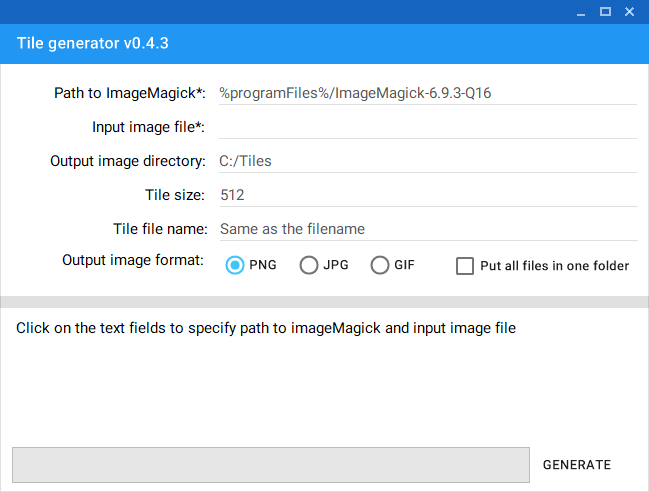 Tile generator v0.4.3
Path to ImageMagick*: %programFiles%/ImageMagick-6.9.3-Q16
Input image file*:
Output image directory: C:/Tiles
Tile size: 512
Tile file name: Same as the filename
Output image format: PNG JPG GIF Put all files in one folder
Click on the text fields to specify path to imageMagick and input image file
GENERATE